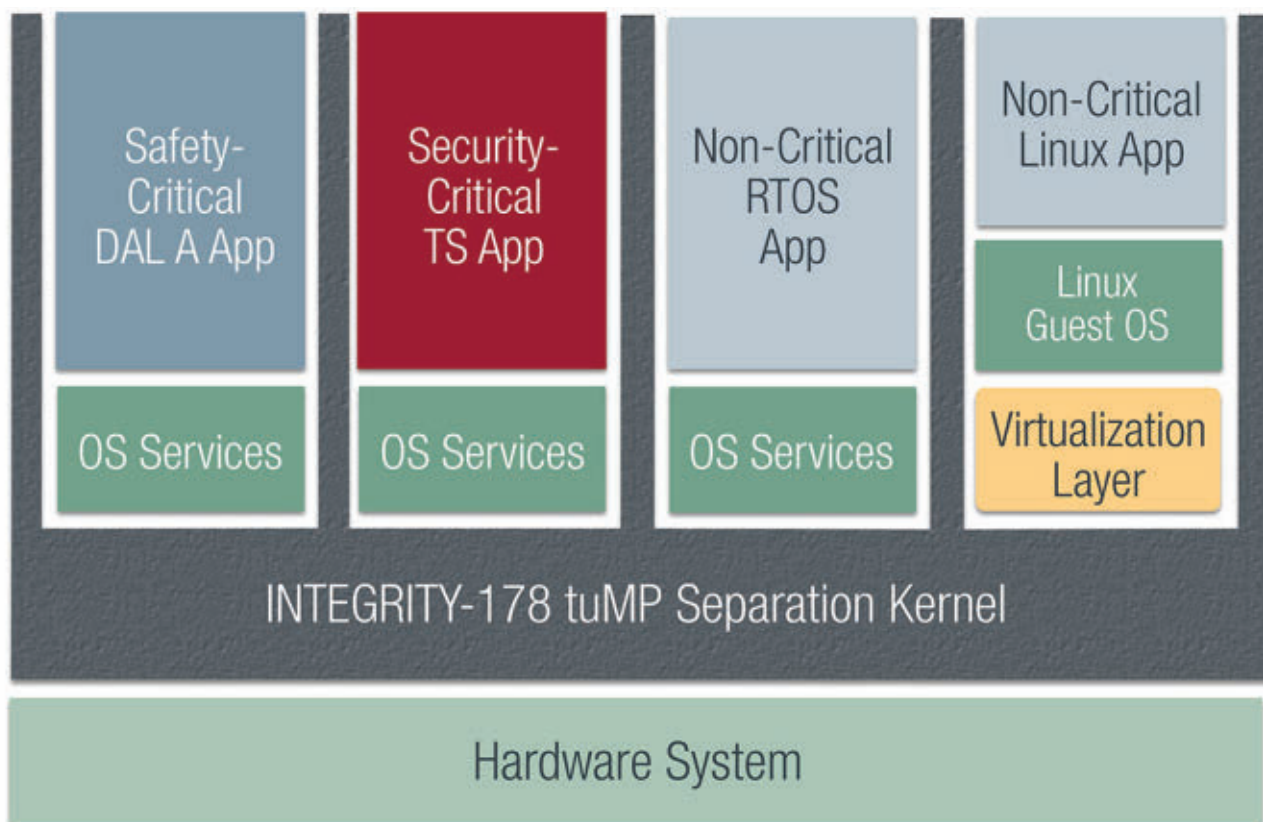 Safety-
Critical
DAL A App
Security-
Critical
TS App
Non-Critical
RTOS
App
Non-Critical
Linux App
Linux
Guest OS
OS Services
OS Services
OS Services
Virtualization
Layer
INTEGRITY-178 tuMP Separation Kernel
Hardware System